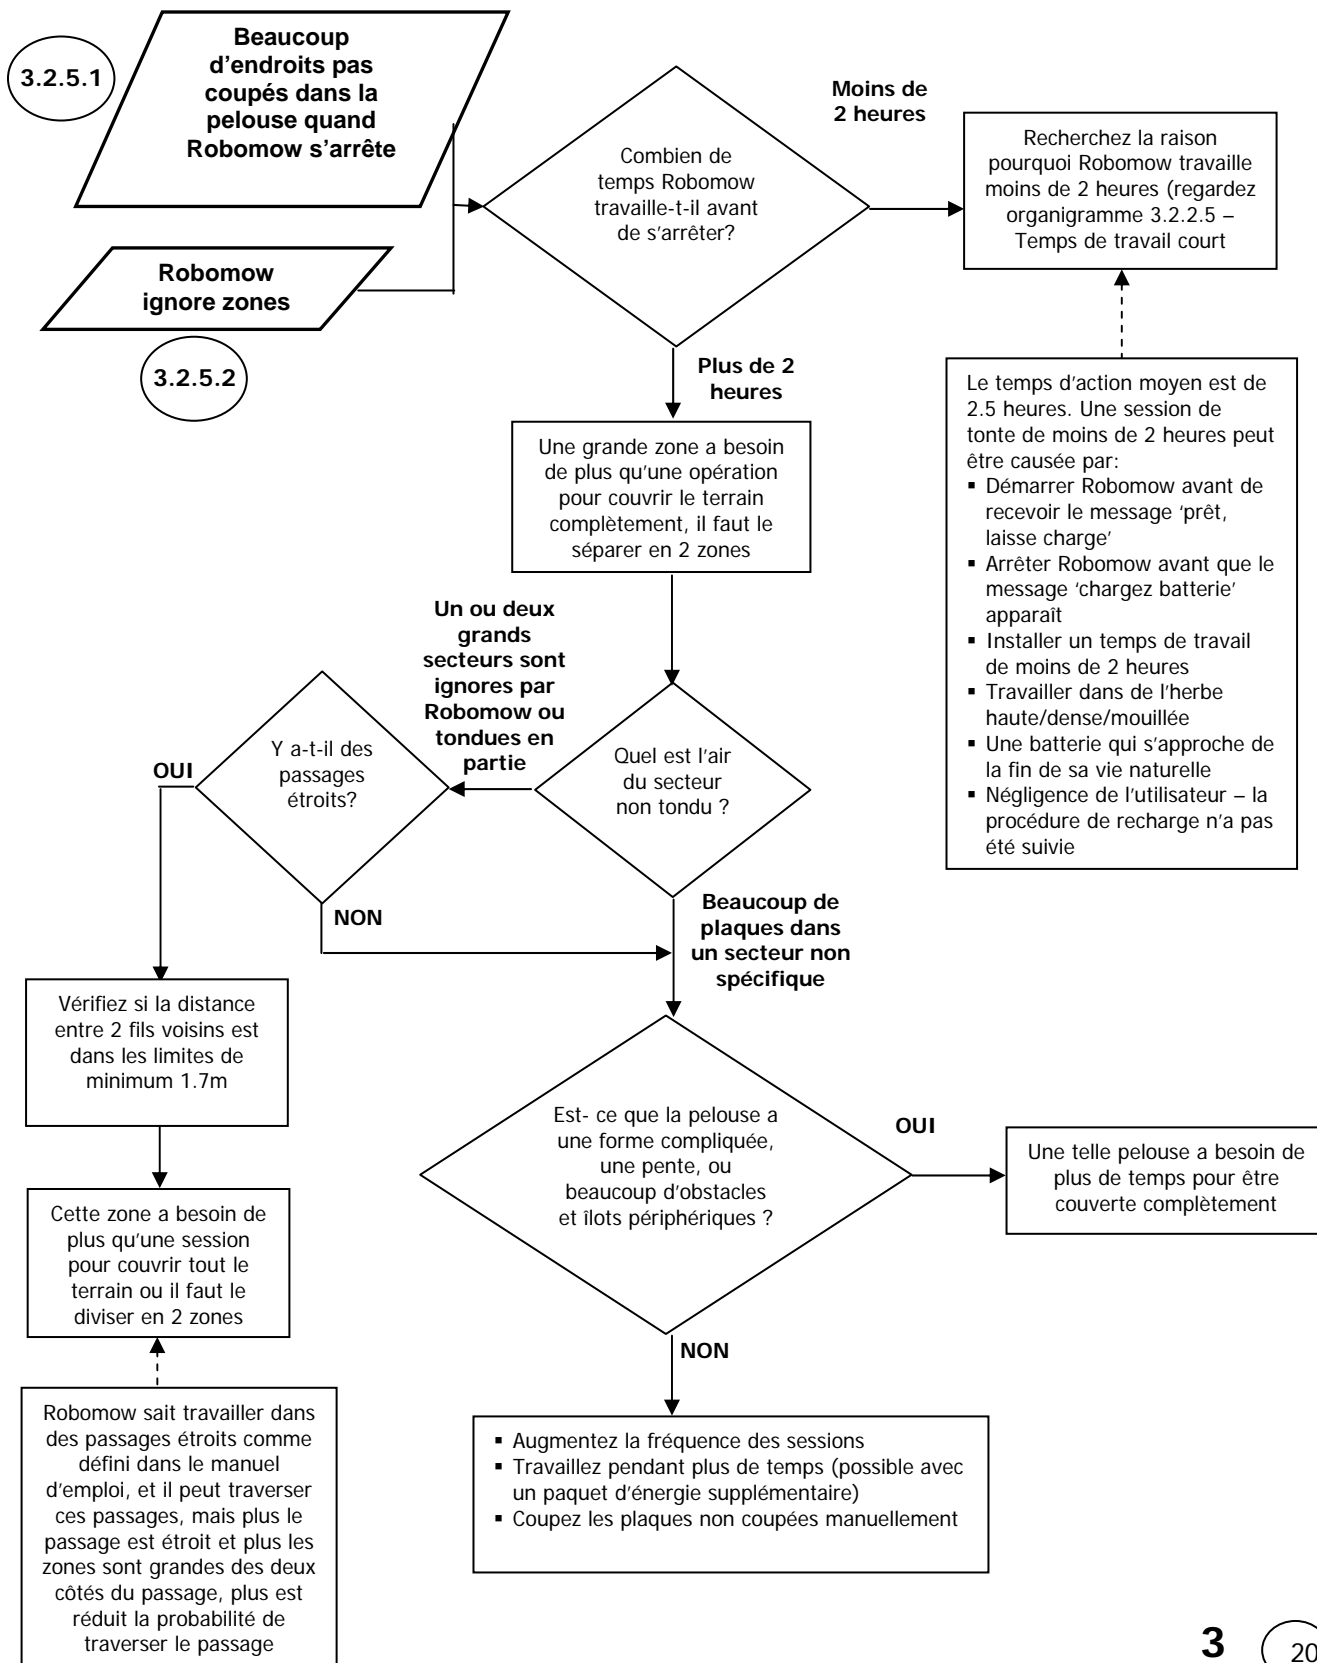 3.2.5.1
Beaucoup
d'endroits pas
coupés dans la
pelouse quand
Robomow s'arrête
Robomow
ignore zones
3.2.5.2
Combien de
temps Robomow
travaille-t-il avant
de s'arrêter?
Moins de
2 heures
Recherchez la raison
pourquoi Robomow travaille
moins de 2 heures (regardez
organigramme 3.2.2.5 –
Temps de travail court
Plus de 2
heures
Le temps d'action moyen est de
2.5 heures. Une session de
tonte de moins de 2 heures peut
être causée par:
▪ Démarrer Robomow avant de
recevoir le message 'prêt,
laisse charge'
▪ Arrêter Robomow avant que le
message 'chargez batterie'
apparaît
▪ Installer un temps de travail
de moins de 2 heures
▪ Travailler dans de l'herbe
haute/dense/mouillée
▪ Une batterie qui s'approche de
la fin de sa vie naturelle
▪ Négligence de l'utilisateur – la
procédure de recharge n'a pas
été suivie
Une grande zone a besoin
de plus qu'une opération
pour couvrir le terrain
complètement, il faut le
séparer en 2 zones
Un ou deux
grands
secteurs sont
ignores par
Robomow ou
tondues en
partie
Quel est l'air
du secteur
non tondu ?
Y a-t-il des
passages
étroits?
OUI
NON
Beaucoup de
plaques dans
un secteur non
spécifique
Vérifiez si la distance
entre 2 fils voisins est
dans les limites de
minimum 1.7m
Cette zone a besoin de
plus qu'une session
pour couvrir tout le
terrain ou il faut le
diviser en 2 zones
Robomow sait travailler dans
des passages étroits comme
défini dans le manuel
d'emploi, et il peut traverser
ces passages, mais plus le
passage est étroit et plus les
zones sont grandes des deux
côtés du passage, plus est
réduit la probabilité de
traverser le passage
Est- ce que la pelouse a
une forme compliquée,
une pente, ou
beaucoup d'obstacles
et îlots périphériques ?
OUI
Une telle pelouse a besoin de
plus de temps pour être
couverte complètement
NON
▪ Augmentez la fréquence des sessions
▪ Travaillez pendant plus de temps (possible avec
un paquet d'énergie supplémentaire)
▪ Coupez les plaques non coupées manuellement
3
20